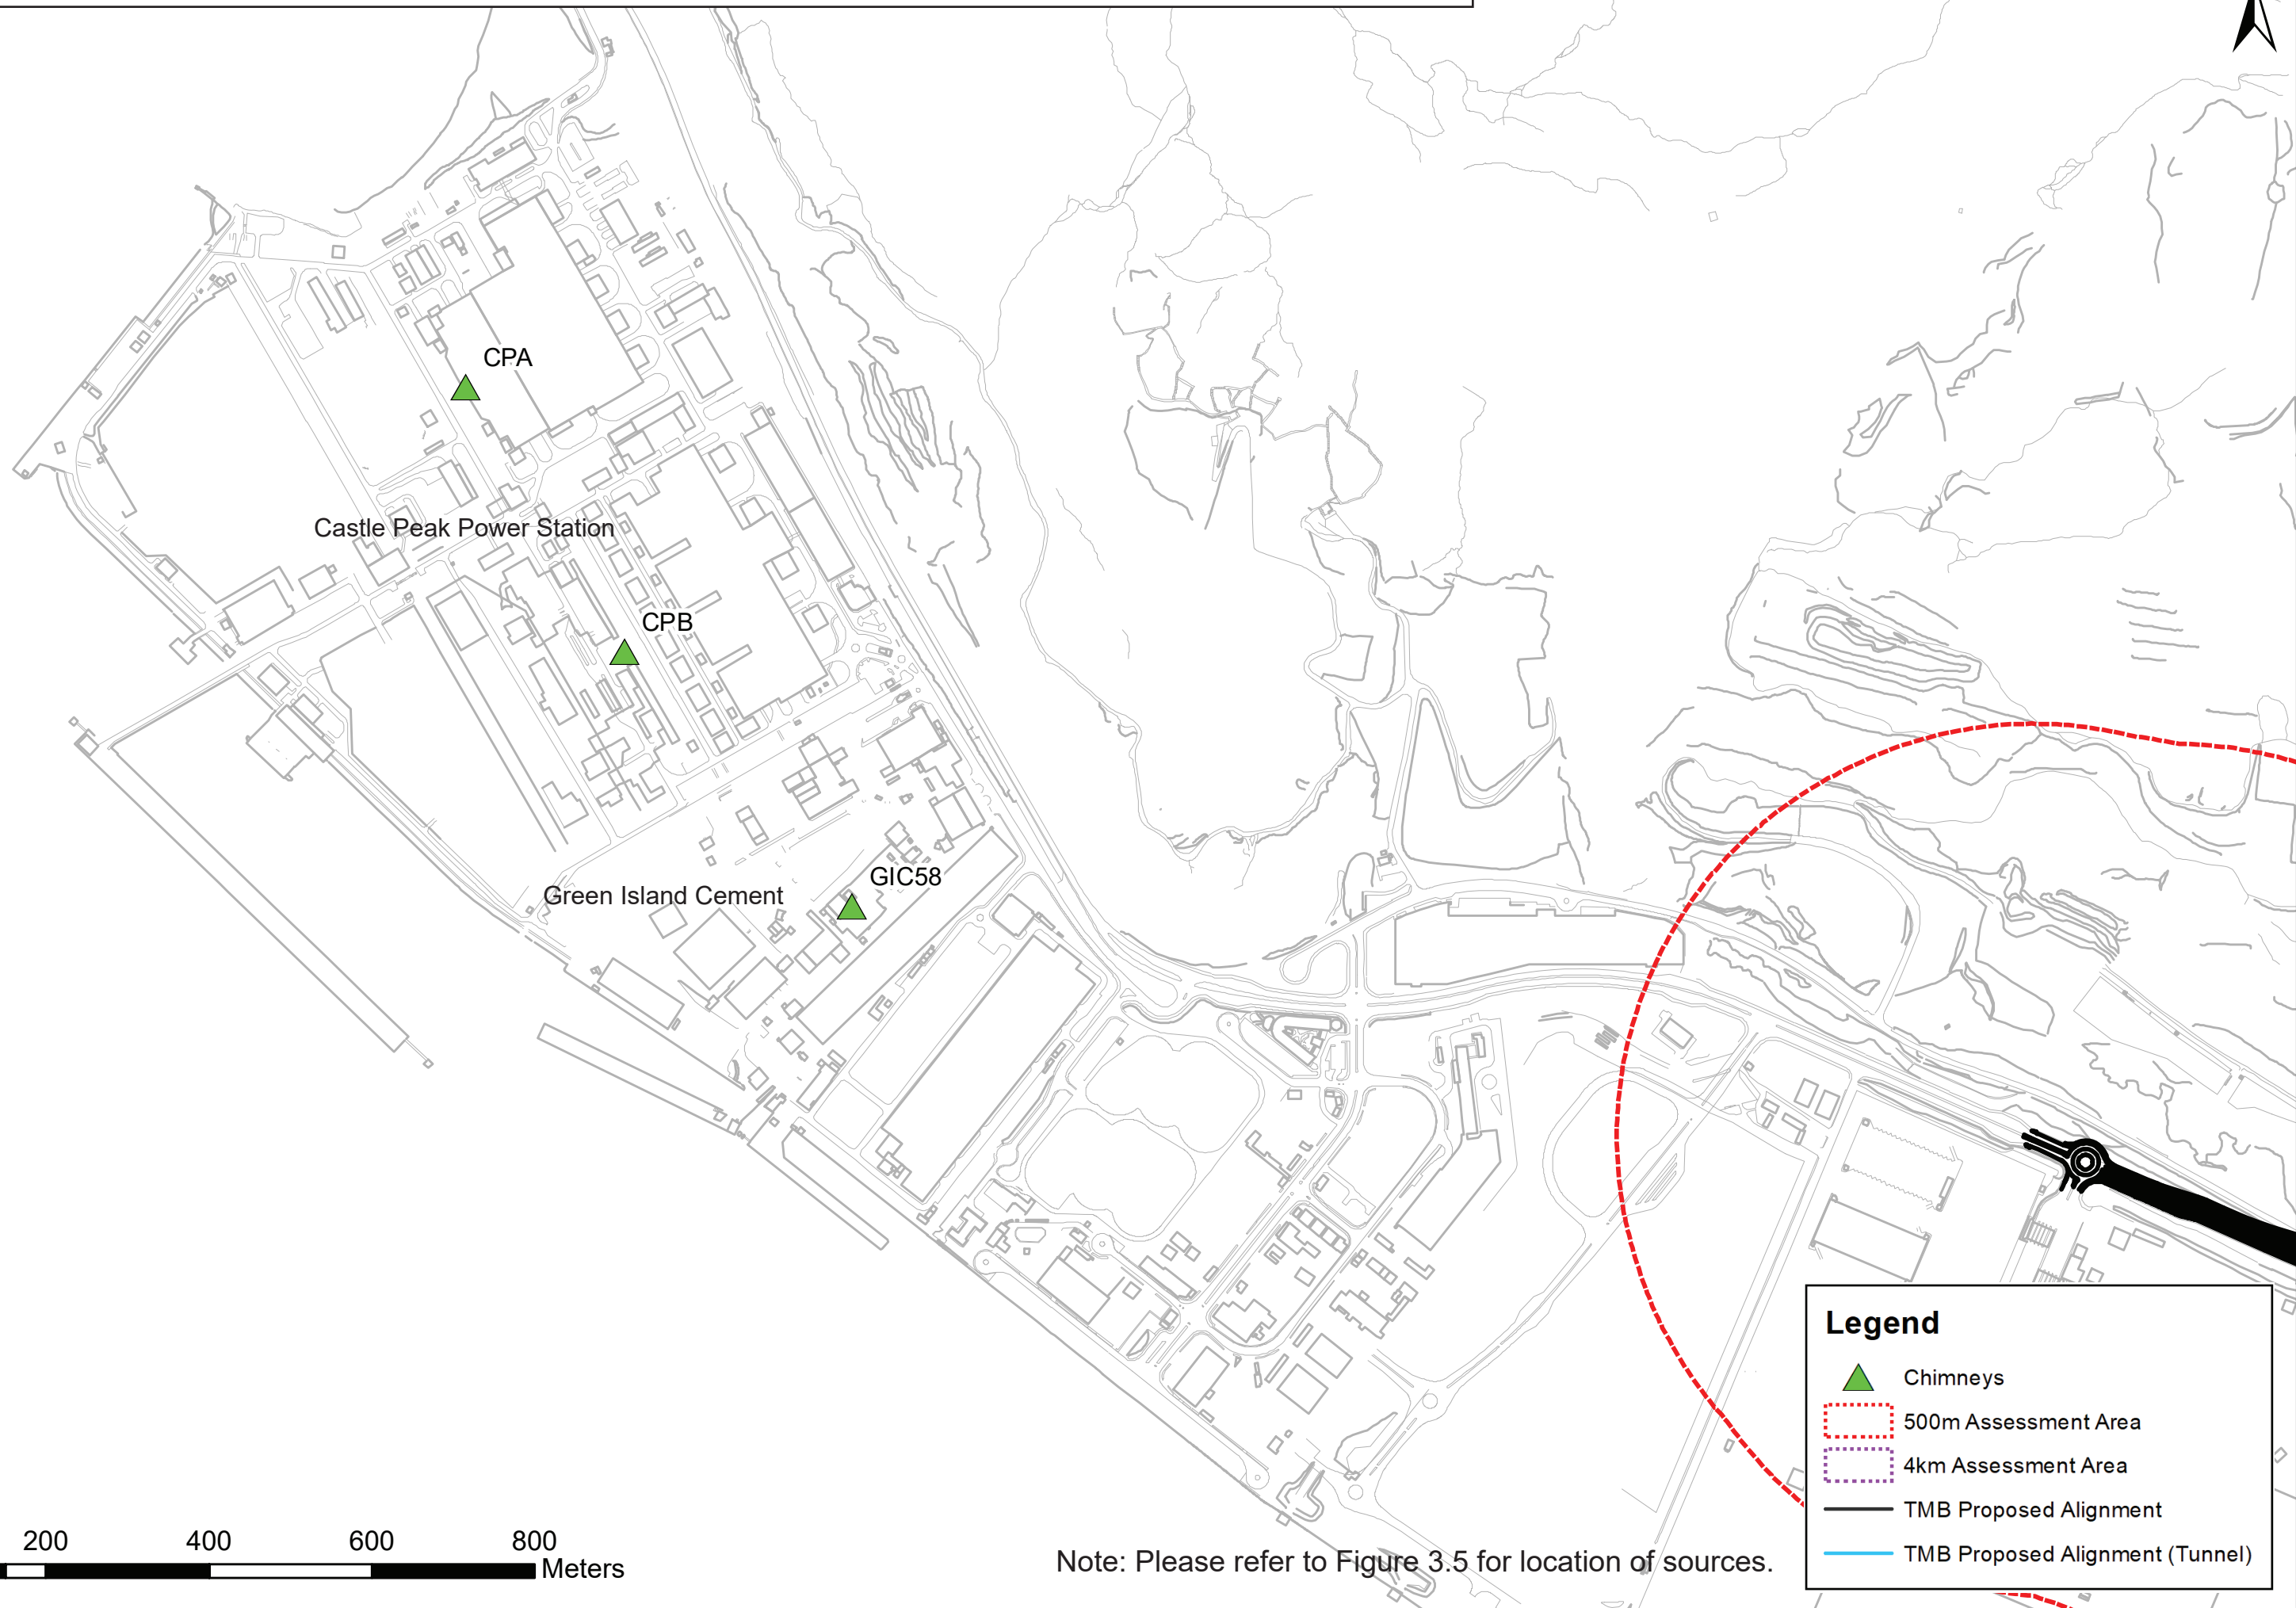 CPA
Castle Peak Power Station
CPB
GIC58
Green Island Cement
Legend
Chimneys
500m Assessment Area
4km Assessment Area
TMB Proposed Alignment
TMB Proposed Alignment (Tunnel)
200 400 600 800
Meters
Note: Please refer to Figure 3.5 for location of sources.